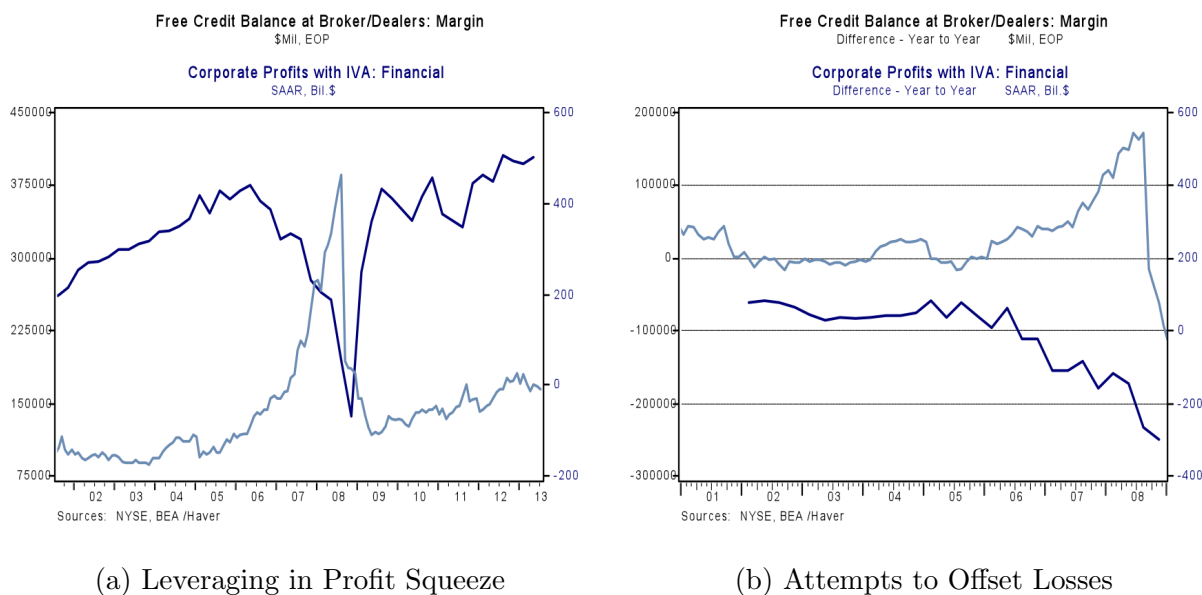 Free Credit Balance at Broker/Dealers: Margin
$Mil, EOP
Corporate Profits with IVA: Financial
SAAR, Bil.$
450000
375000
300000
225000
150000
75000
600
400
200
0
-200
02 03 04 05 06 07 08 09 10 11 12 13
Sources: NYSE, BEA /Haver
(a) Leveraging in Profit Squeeze
Free Credit Balance at Broker/Dealers: Margin
Difference - Year to Year $Mil, EOP
Corporate Profits with IVA: Financial
Difference - Year to Year SAAR, Bil.$
200000
100000
0
-100000
-200000
-300000
600
400
200
0
-200
-400
01 02 03 04 05 06 07 08
Sources: NYSE, BEA /Haver
(b) Attempts to Offset Losses